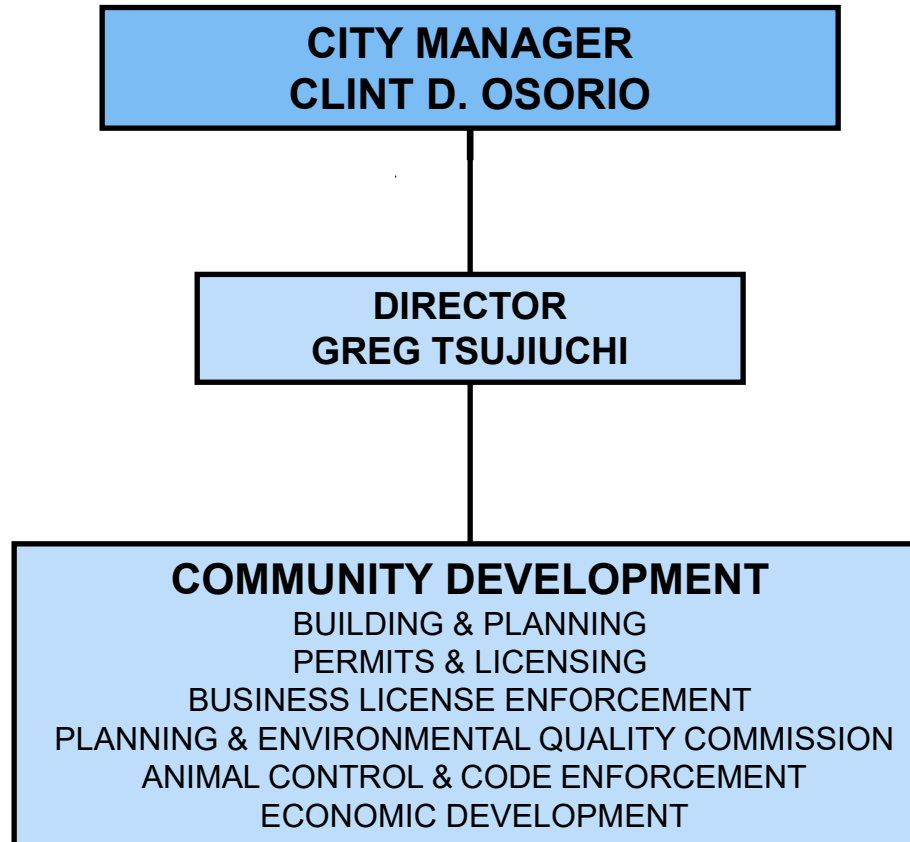 CITY MANAGER
CLINT D. OSORIO
DIRECTOR
GREG TSUJIUCHI
COMMUNITY DEVELOPMENT
BUILDING & PLANNING
PERMITS & LICENSING
BUSINESS LICENSE ENFORCEMENT
PLANNING & ENVIRONMENTAL QUALITY COMMISSION
ANIMAL CONTROL & CODE ENFORCEMENT
ECONOMIC DEVELOPMENT